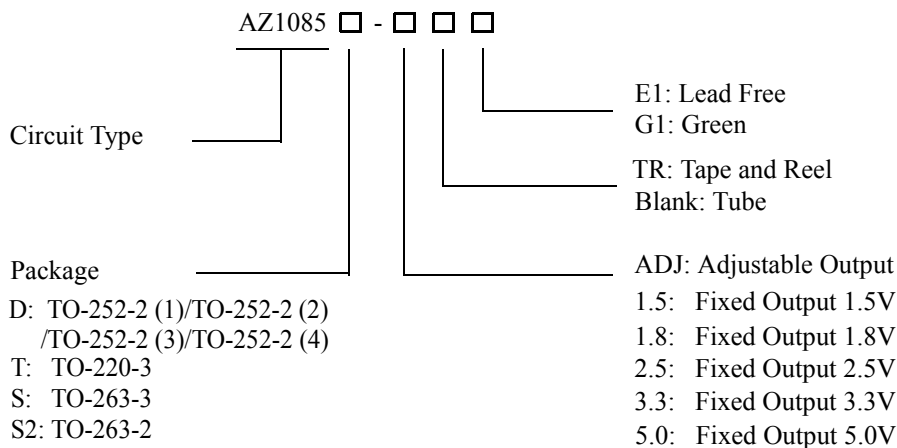 AZ1085 -
Circuit Type
E1: Lead Free
G1: Green
TR: Tape and Reel
Blank: Tube
Package
D: TO-252-2 (1)/TO-252-2 (2)
/TO-252-2 (3)/TO-252-2 (4)
T: TO-220-3
S: TO-263-3
S2: TO-263-2
ADJ: Adjustable Output
1.5: Fixed Output 1.5V
1.8: Fixed Output 1.8V
2.5: Fixed Output 2.5V
3.3: Fixed Output 3.3V
5.0: Fixed Output 5.0V